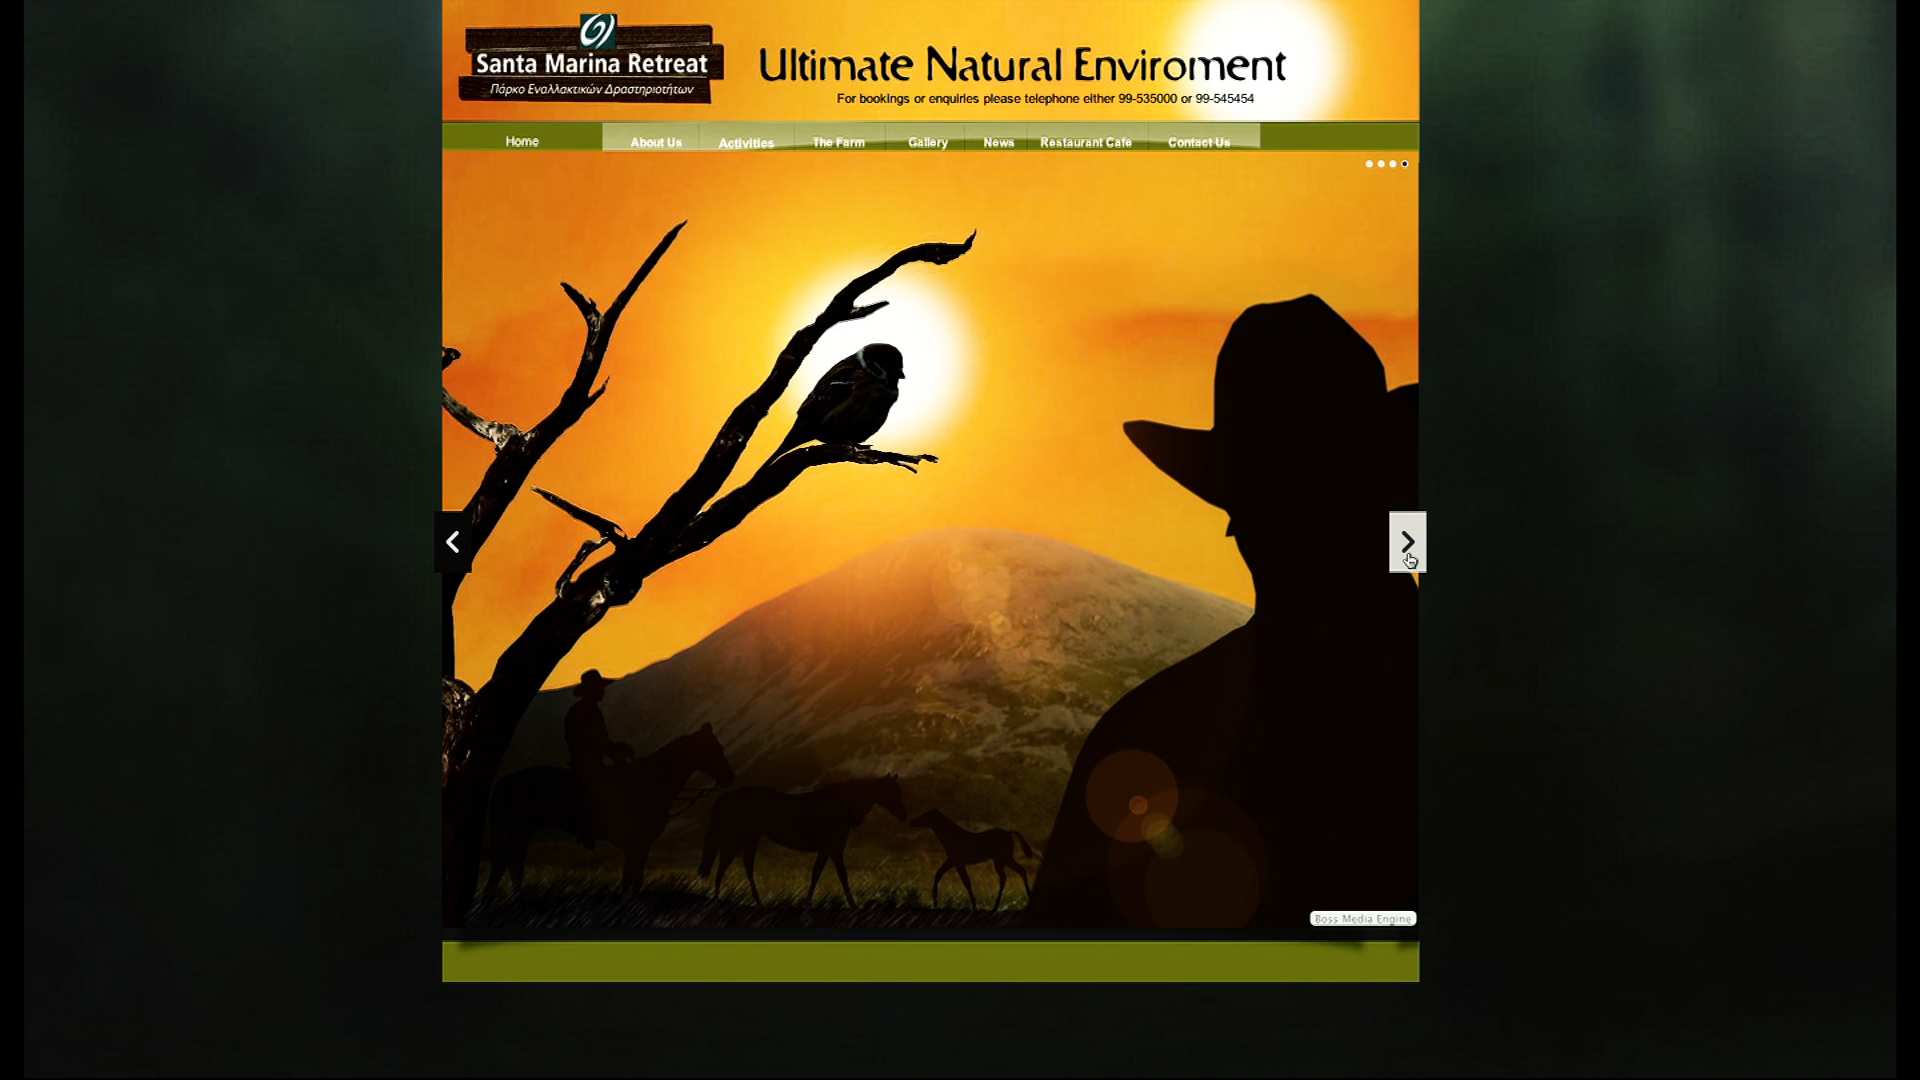 Santa Marina Retreat
Πάρκο Εναλλακτικών Δραστηριοτήτων
Ultimate Natural Enviroment
For bookings or enquiries please telephone either 99-535000 or 99-545454
Home About Us Activities The Farm Gallery News Restaurant Cafe Contact Us
Boss Media Engine